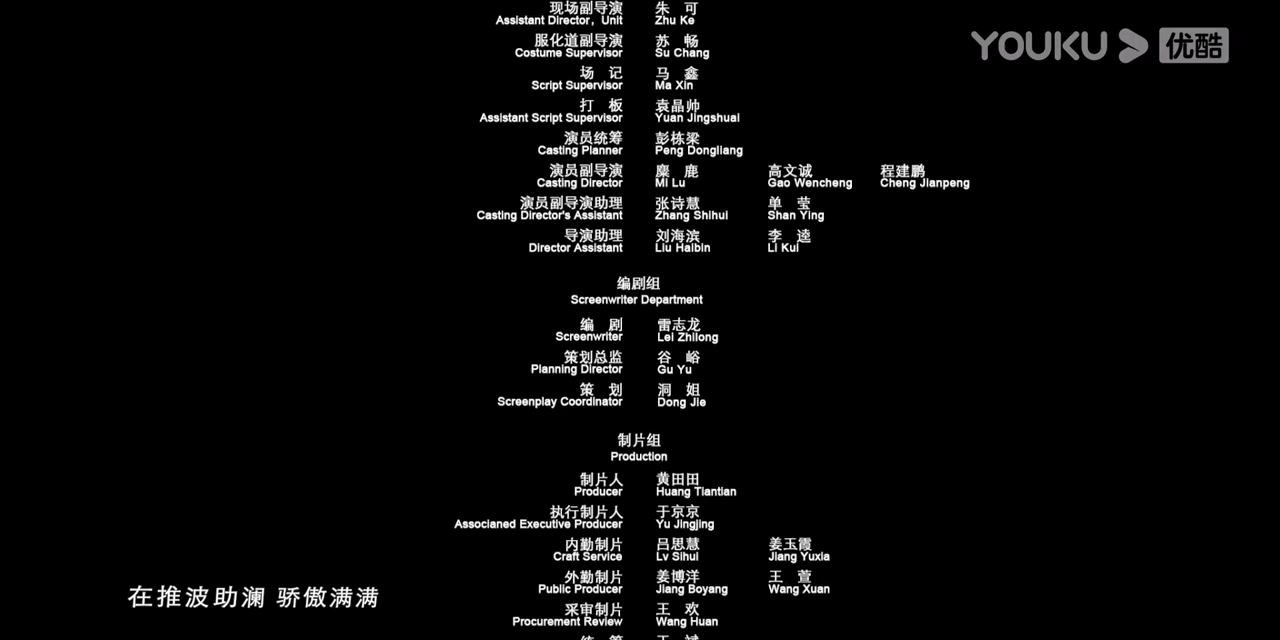 现场副导演 朱 可
Assistant Director, Unit Zhu Ke
YOUKU 优酷
服化道副导演 苏 畅
Costume Supervisor Su Chang
场 记 马 鑫
Script Supervisor Ma Xin
打 板 袁晶帅
Assistant Script Supervisor Yuan Jingshuai
演员统筹 彭栋梁
Casting Planner Peng Dongliang
演员副导演 麋 鹿 高文诚 程建鹏
Casting Director Mi Lu Gao Wencheng Cheng Jianpeng
演员副导演助理 张诗慧 单 莹
Casting Director's Assistant Zhang Shihui Shan Ying
导演助理 刘海滨 李 逵
Director Assistant Liu Haibin Li Kui
编剧组
Screenwriter Department
编 剧 雷志龙
Screenwriter Lei Zhilong
策划总监 谷 峪
Planning Director Gu Yu
策 划 洞 姐
Screenplay Coordinator Dong Jie
制片组
Production
制片人 黄田田
Producer Huang Tiantian
执行制片人 于京京
Associaned Executive Producer Yu Jingjing
内勤制片 吕思慧 姜玉霞
Craft Service Lv Sihui Jiang Yuxia
外勤制片 姜博洋 王 萱
Public Producer Jiang Boyang Wang Xuan
在推波助澜 骄傲满满
采审制片 王 欢
Procurement Review Wang Huan